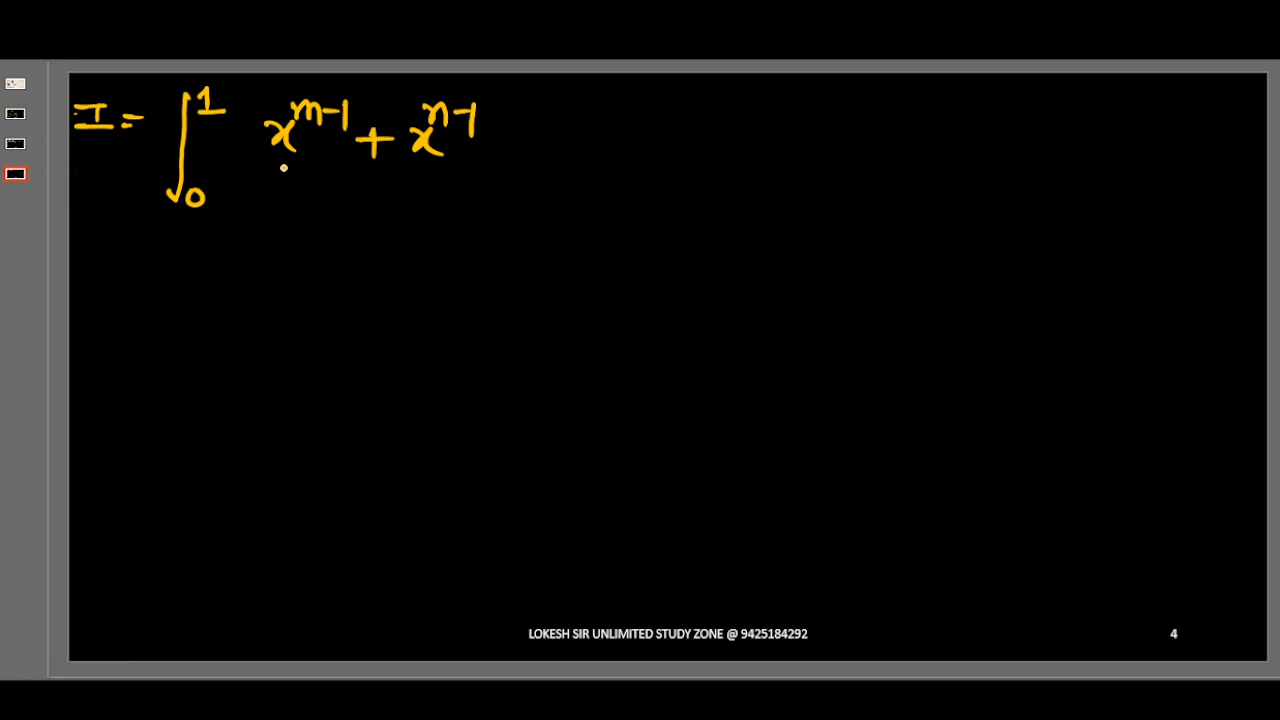 I = ∫₀¹ x^{m-1} + x^{n-1}
LOKESH SIR UNLIMITED STUDY ZONE @ 9425184292
4